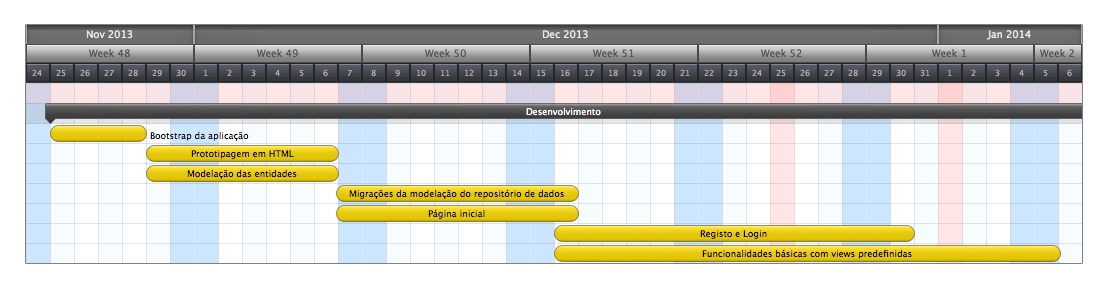 Nov 2013 Dec 2013 Jan 2014
Week 48 Week 49 Week 50 Week 51 Week 52 Week 1 Week 2
24 25 26 27 28 29 30 1 2 3 4 5 6 7 8 9 10 11 12 13 14 15 16 17 18 19 20 21 22 23 24 25 26 27 28 29 30 31 1 2 3 4 5 6
Desenvolvimento
Bootstrap da aplicação
Prototipagem em HTML
Modelação das entidades
Migrações da modelação do repositório de dados
Página inicial
Registo e Login
Funcionalidades básicas com views predefinidas